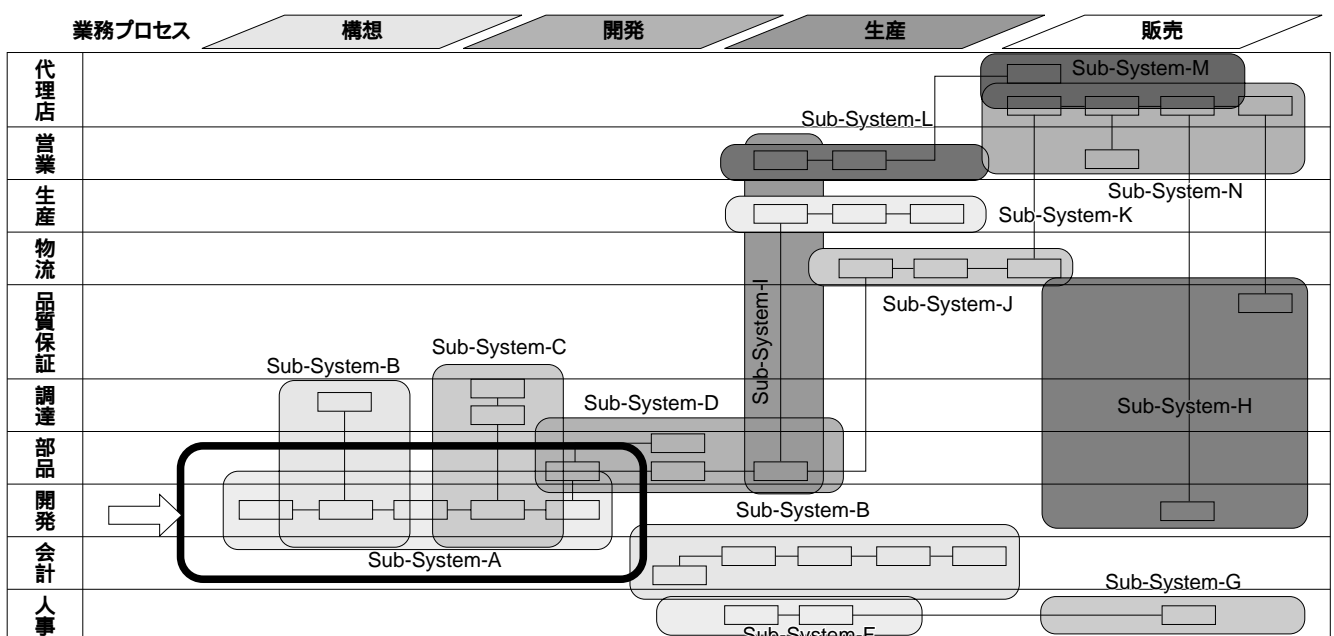 業務プロセス
構想
開発
生産
販売
代理店
Sub-System-M
Sub-System-L
営業
Sub-System-N
生産
Sub-System-K
物流
Sub-System-J
Sub-System-I
品質保証
Sub-System-C
Sub-System-B
調達
Sub-System-D
Sub-System-H
部品
開発
Sub-System-B
Sub-System-A
会計
Sub-System-G
人事